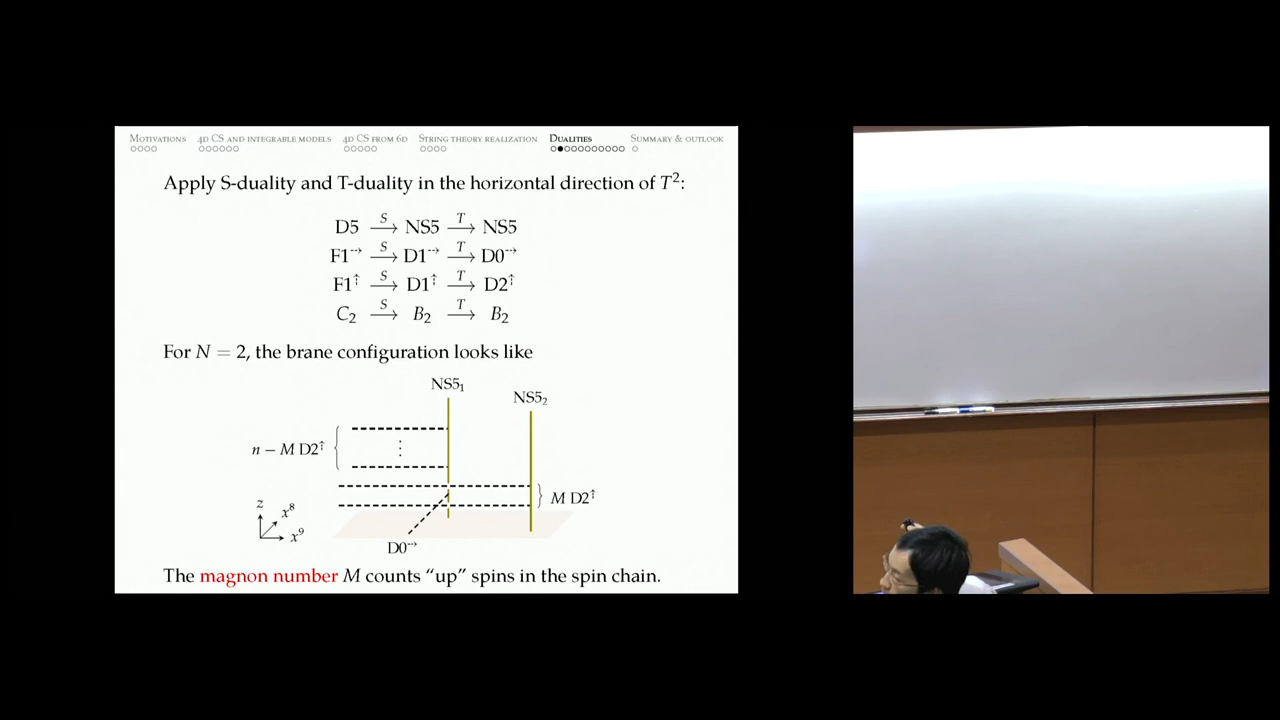 MOTIVATIONS 4D CS AND INTEGRABLE MODELS 4D CS FROM 6D STRING THEORY REALIZATION DUALITIES SUMMARY & OUTLOOK
Apply S-duality and T-duality in the horizontal direction of T²:
D5 —S→ NS5 —T→ NS5
F1⇢ —S→ D1⇢ —T→ D0⇢
F1⇡ —S→ D1⇡ —T→ D2⇡
C₂ —S→ B₂ —T→ B₂
For N = 2, the brane configuration looks like
NS5₁
NS5₂
n − M D2⇡
⋮
M D2⇡
z
x⁸
x⁹
D0⇢
The magnon number M counts “up” spins in the spin chain.